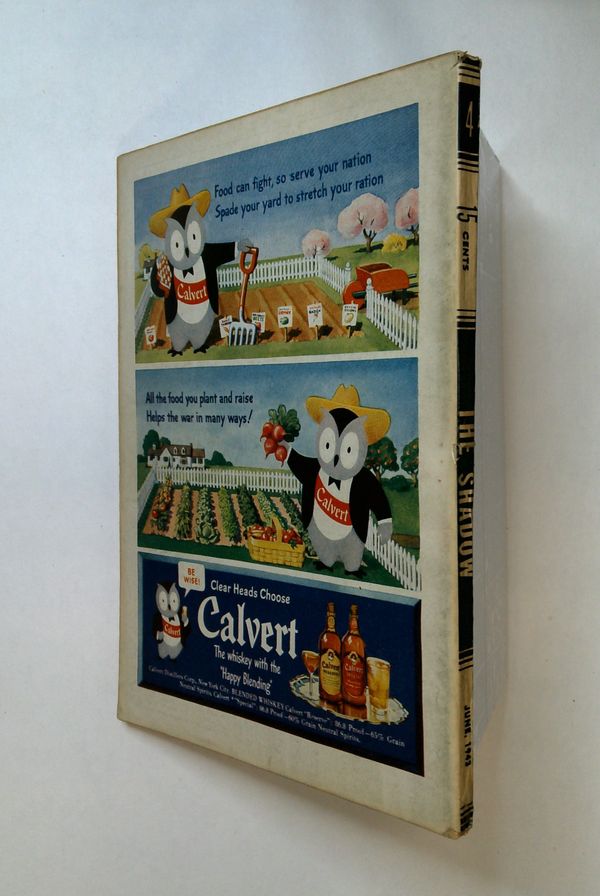 Food can fight, so serve your nation
Spade your yard to stretch your ration
Calvert
All the food you plant and raise
Helps the war in many ways!
Calvert
BE
WISE!
Calvert
Clear Heads Choose
Calvert
The whiskey with the
"Happy Blending"
Calvert Distillers Corp., New York City. BLENDED WHISKEY Calvert "Reserve": 86.8 Proof—65% Grain
Neutral Spirits. Calvert "Special": 86.8 Proof—60% Grain Neutral Spirits.
Calvert
Calvert
4
15
CENTS
THE SHADOW
JUNE, 1943